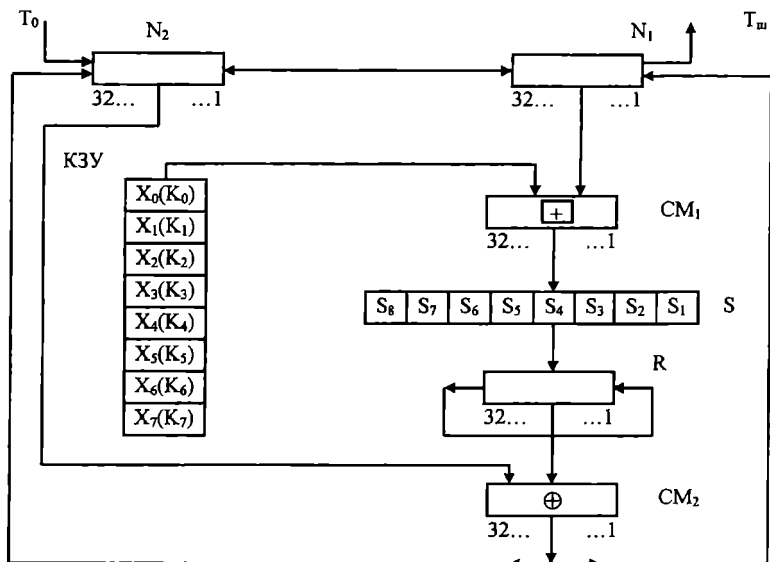 T₀ N₂ N₁ Tш
32... ...1 32... ...1
КЗУ
X₀(K₀)
X₁(K₁)
X₂(K₂)
X₃(K₃)
X₄(K₄)
X₅(K₅)
X₆(K₆)
X₇(K₇)
+ CM₁
32... ...1
S₈ S₇ S₆ S₅ S₄ S₃ S₂ S₁ S
R
32... ...1
⊕ CM₂
32... ...1